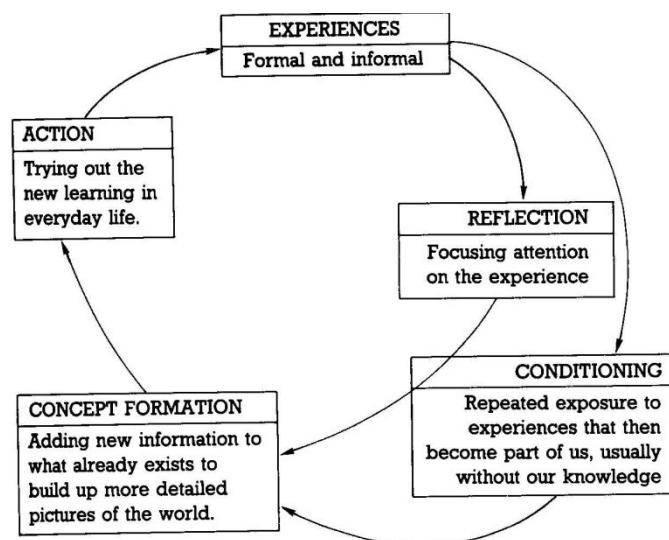 EXPERIENCES
Formal and informal
ACTION
Trying out the
new learning in
everyday life.
REFLECTION
Focusing attention
on the experience
CONDITIONING
Repeated exposure to
experiences that then
become part of us, usually
without our knowledge
CONCEPT FORMATION
Adding new information to
what already exists to
build up more detailed
pictures of the world.